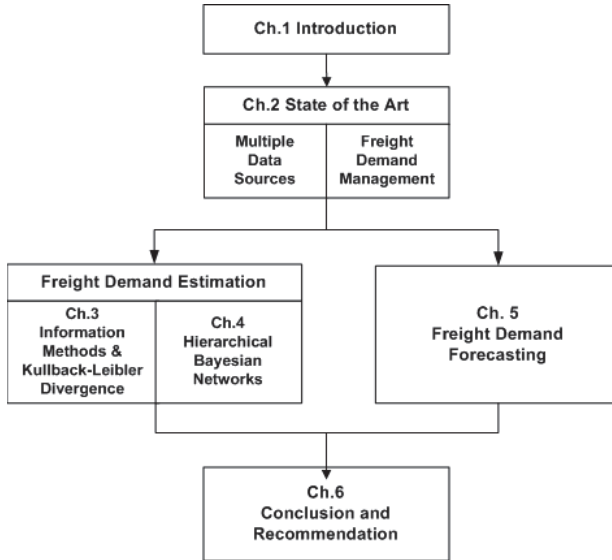 Ch.1 Introduction
Ch.2 State of the Art
Multiple
Data
Sources
Freight
Demand
Management
Freight Demand Estimation
Ch.3
Information
Methods &
Kullback-Leibler
Divergence
Ch.4
Hierarchical
Bayesian
Networks
Ch. 5
Freight Demand
Forecasting
Ch.6
Conclusion and
Recommendation